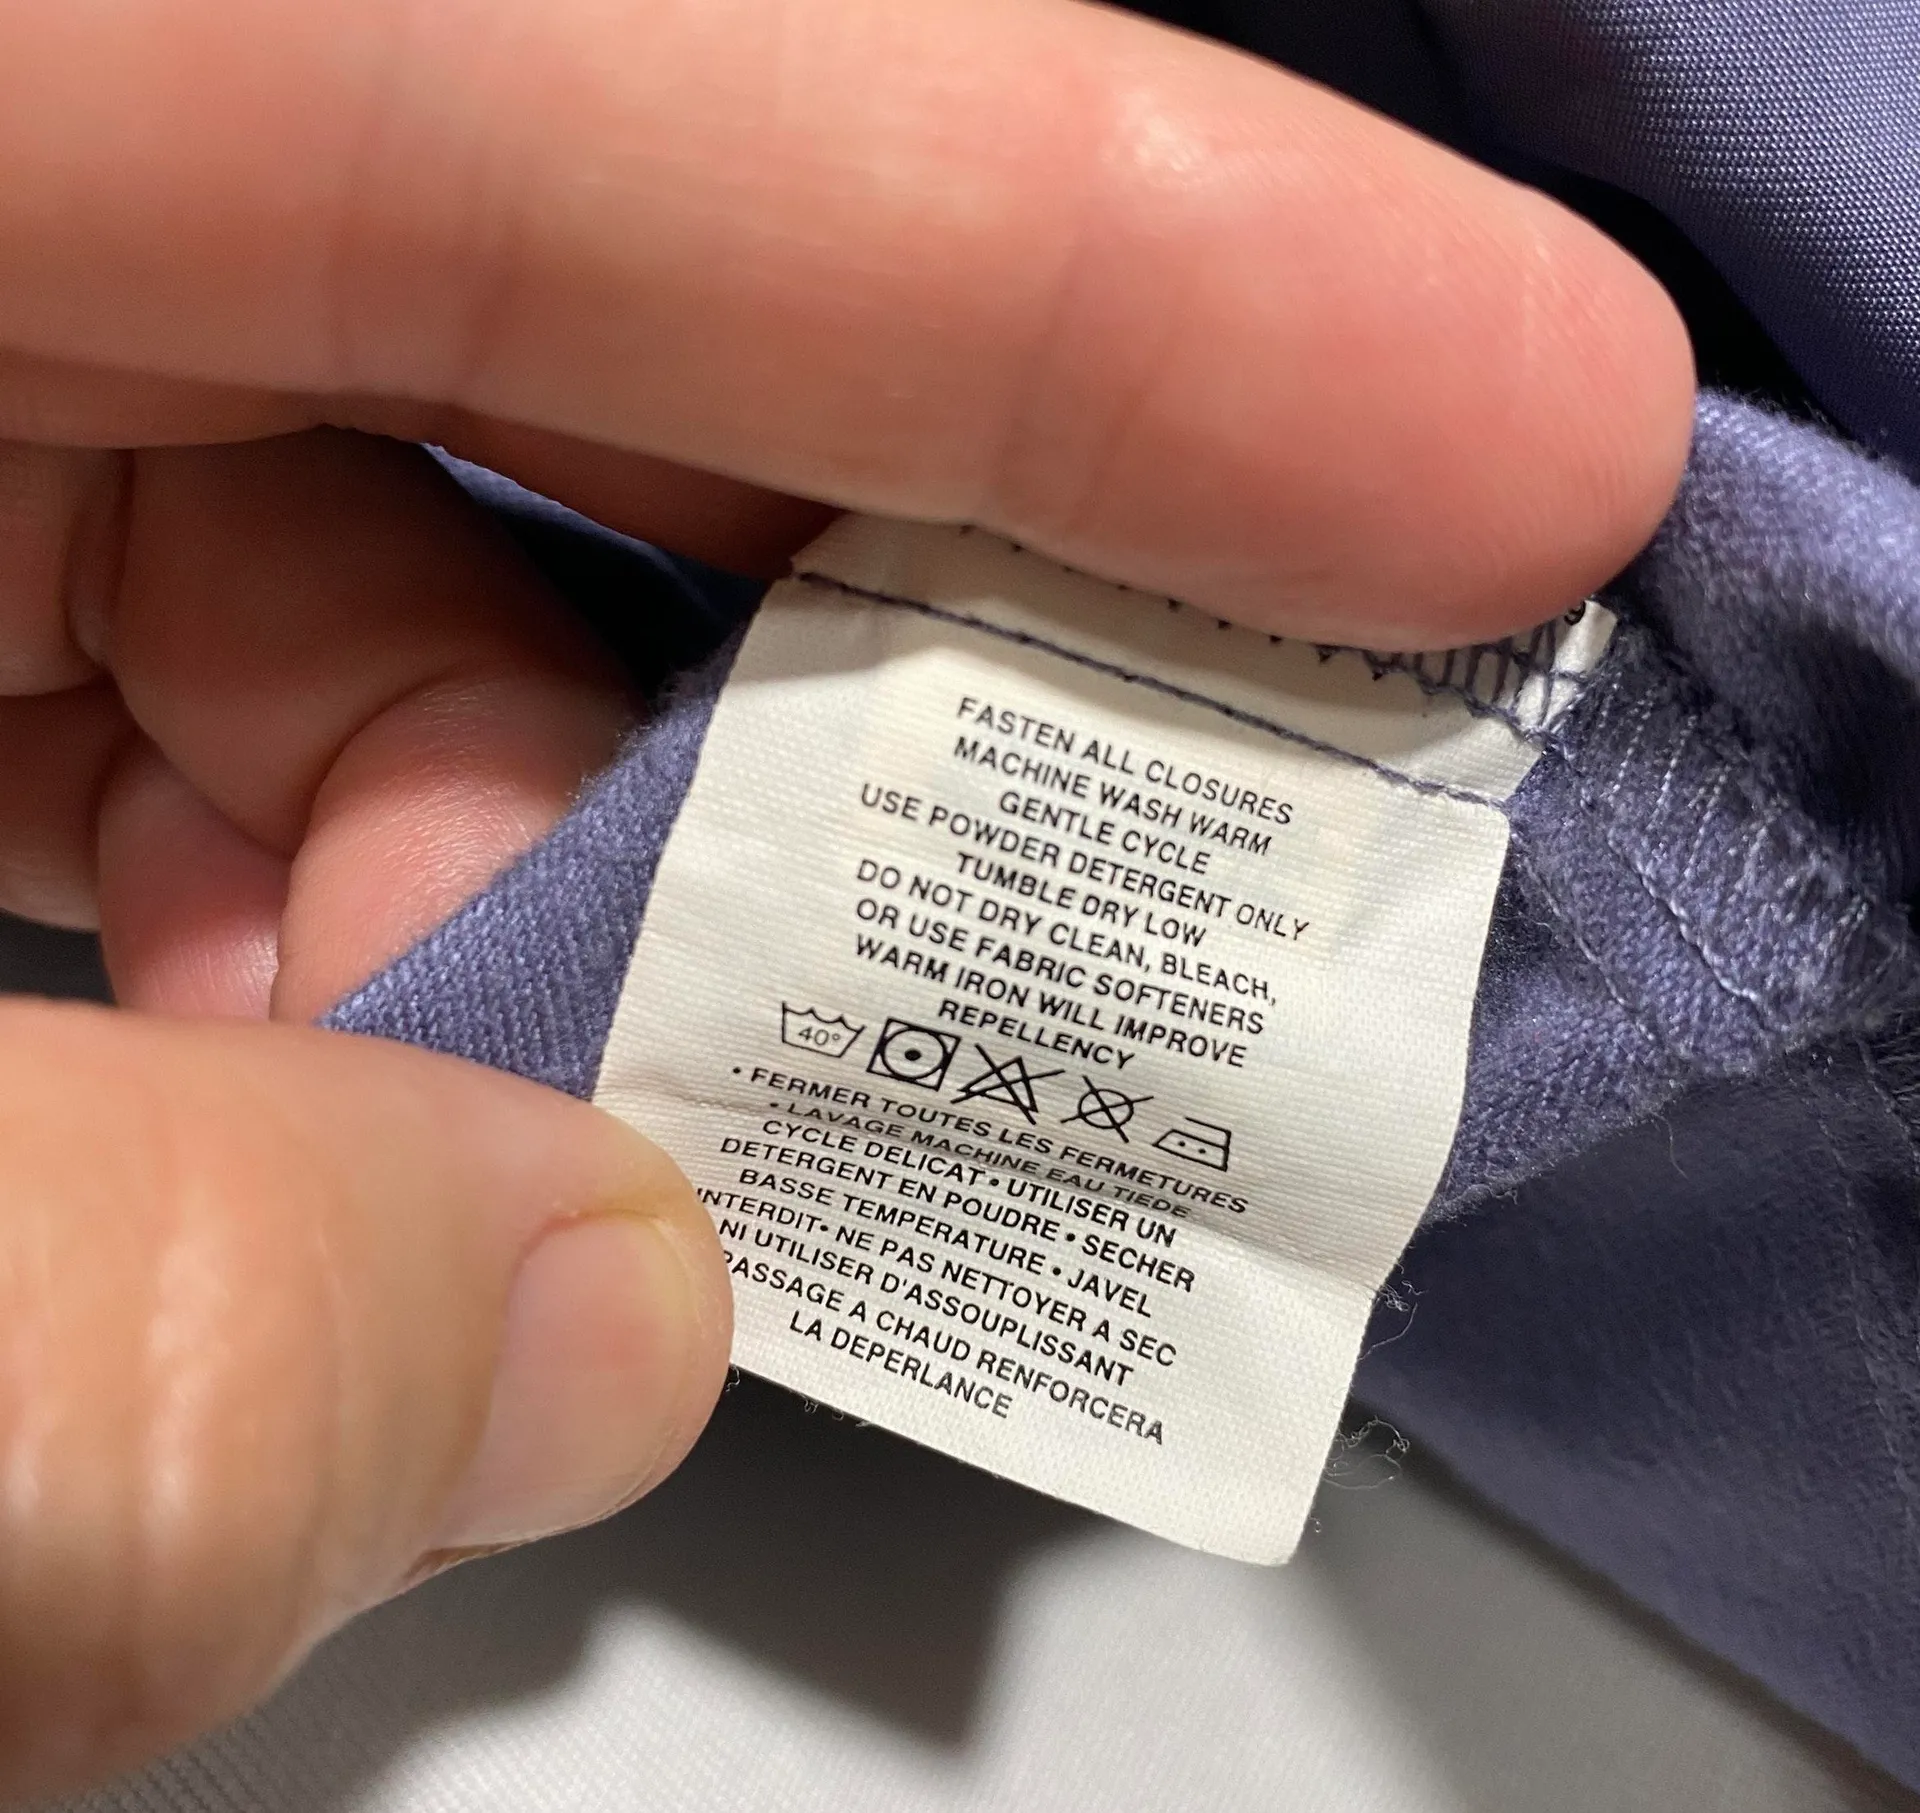 FASTEN ALL CLOSURES
MACHINE WASH WARM
GENTLE CYCLE
USE POWDER DETERGENT ONLY
TUMBLE DRY LOW
DO NOT DRY CLEAN, BLEACH,
OR USE FABRIC SOFTENERS
WARM IRON WILL IMPROVE
REPELLENCY
40°
• FERMER TOUTES LES FERMETURES
• LAVAGE MACHINE EAU TIEDE
CYCLE DELICAT • UTILISER UN
DETERGENT EN POUDRE • SECHER
BASSE TEMPERATURE • JAVEL
INTERDIT • NE PAS NETTOYER A SEC
NI UTILISER D'ASSOUPLISSANT
PASSAGE A CHAUD RENFORCERA
LA DEPERLANCE